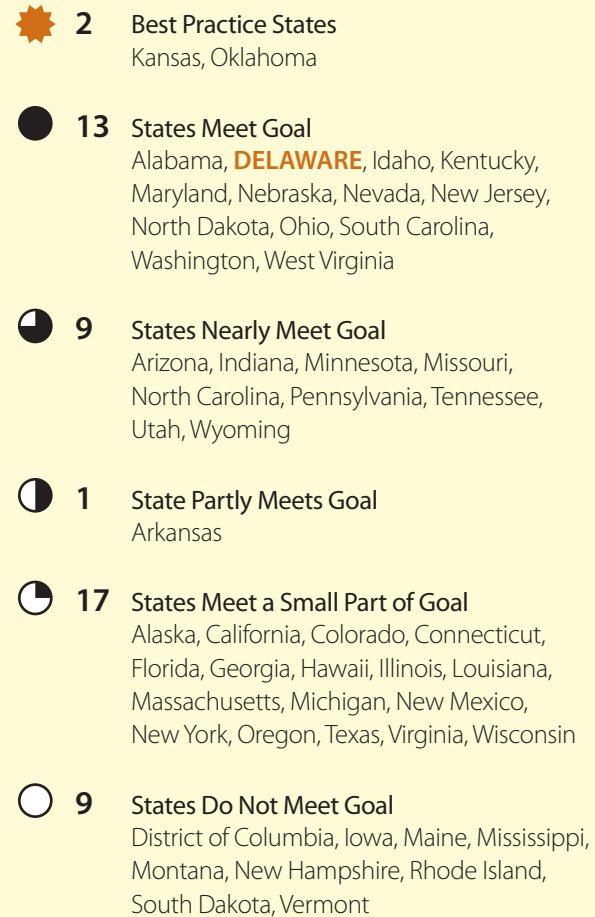 2 Best Practice States
Kansas, Oklahoma
13 States Meet Goal
Alabama, DELAWARE, Idaho, Kentucky,
Maryland, Nebraska, Nevada, New Jersey,
North Dakota, Ohio, South Carolina,
Washington, West Virginia
9 States Nearly Meet Goal
Arizona, Indiana, Minnesota, Missouri,
North Carolina, Pennsylvania, Tennessee,
Utah, Wyoming
1 State Partly Meets Goal
Arkansas
17 States Meet a Small Part of Goal
Alaska, California, Colorado, Connecticut,
Florida, Georgia, Hawaii, Illinois, Louisiana,
Massachusetts, Michigan, New Mexico,
New York, Oregon, Texas, Virginia, Wisconsin
9 States Do Not Meet Goal
District of Columbia, Iowa, Maine, Mississippi,
Montana, New Hampshire, Rhode Island,
South Dakota, Vermont